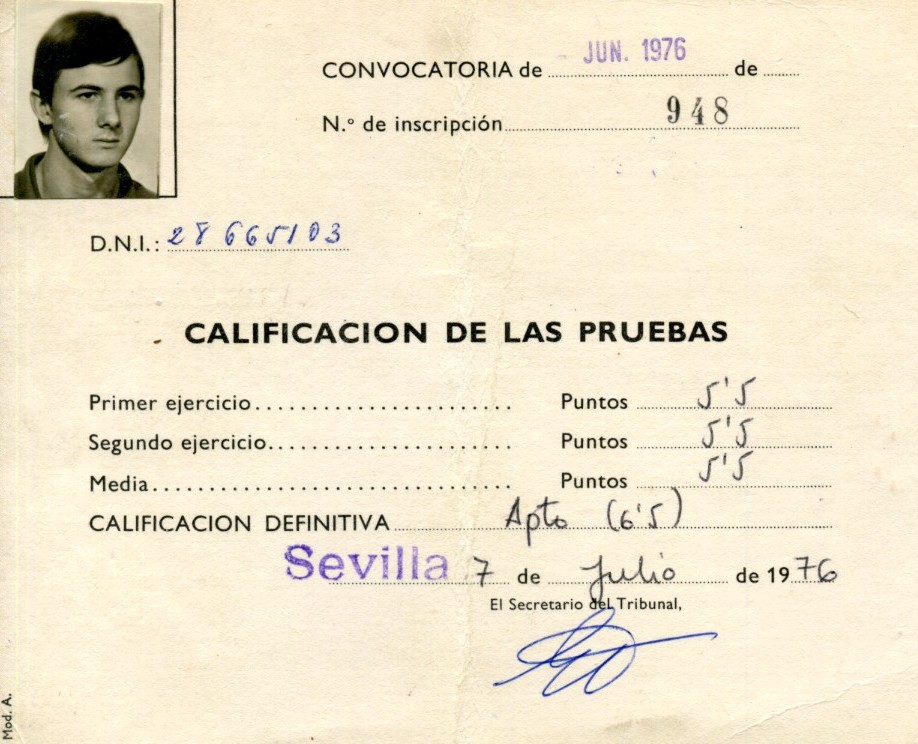 CONVOCATORIA de JUN. 1976 de
N.º de inscripción 948
D.N.I.: 28665103
CALIFICACION DE LAS PRUEBAS
Primer ejercicio Puntos 5'5
Segundo ejercicio Puntos 5'5
Media Puntos 5'5
CALIFICACION DEFINITIVA Apto (6'5)
Sevilla 7 de Julio de 1976
El Secretario del Tribunal,
Mod. A.